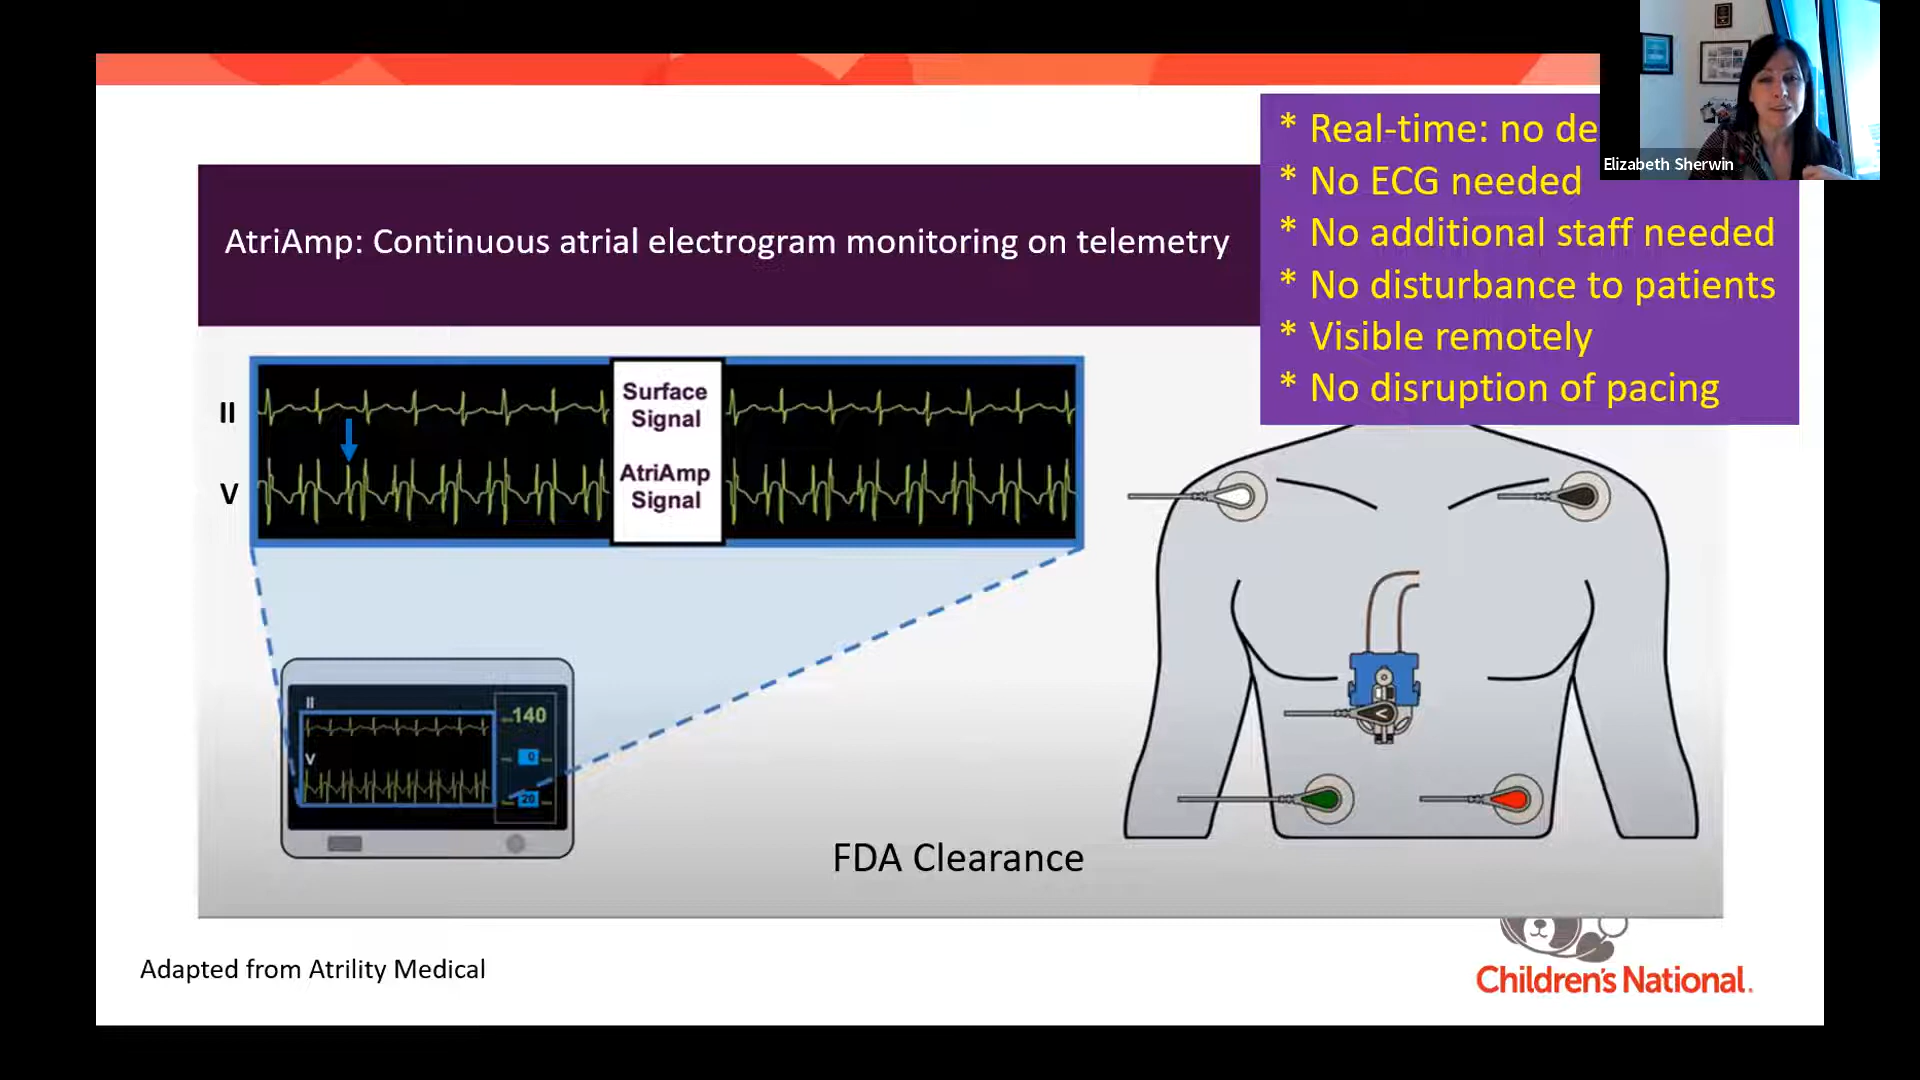 * Real-time: no
* No ECG needed
* No additional staff needed
* No disturbance to patients
* Visible remotely
* No disruption of pacing
Elizabeth Sherwin
AtriAmp: Continuous atrial electrogram monitoring on telemetry
II
V
Surface
Signal
AtriAmp
Signal
II
V
140
0
20
V
FDA Clearance
Adapted from Atrility Medical
Children's National.